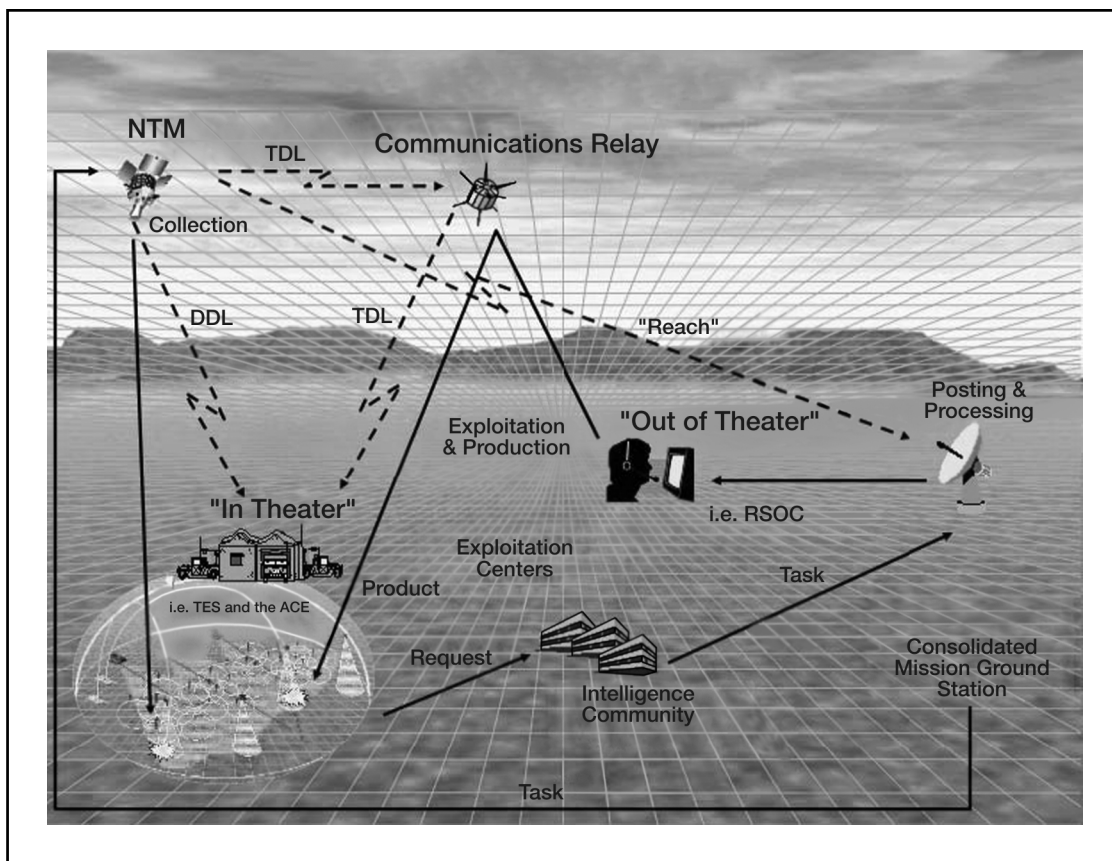 NTM
Communications Relay
TDL
Collection
DDL
TDL
"Reach"
Posting &
Processing
Exploitation
& Production
"Out of Theater"
"In Theater"
i.e. RSOC
Exploitation
Centers
Task
Product
i.e. TES and the ACE
Request
Consolidated
Mission Ground
Station
Intelligence
Community
Task